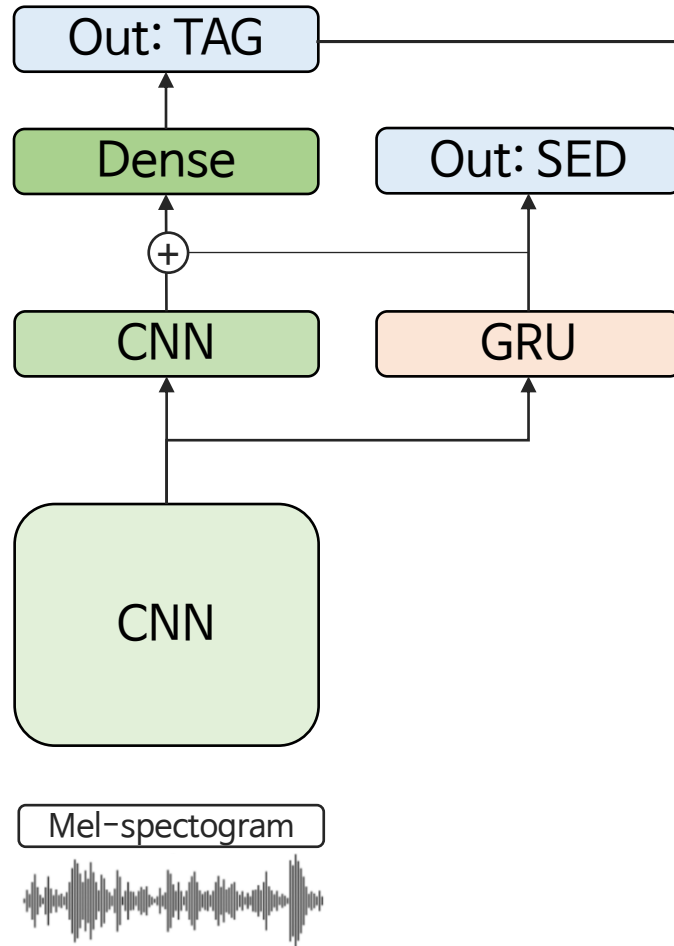 Out: TAG
Dense
Out: SED
+
CNN
GRU
CNN
Mel-spectogram